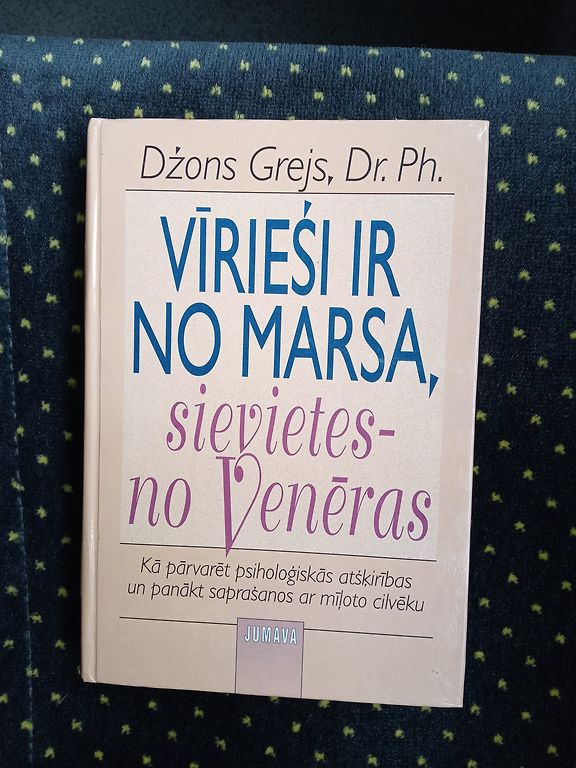 Džons Grejs, Dr. Ph.
VĪRIEŠI IR
NO MARSA,
sievietes-
no Venēras
Kā pārvarēt psiholoģiskās atšķirības
un panākt saprašanos ar mīļoto cilvēku
JUMAVA